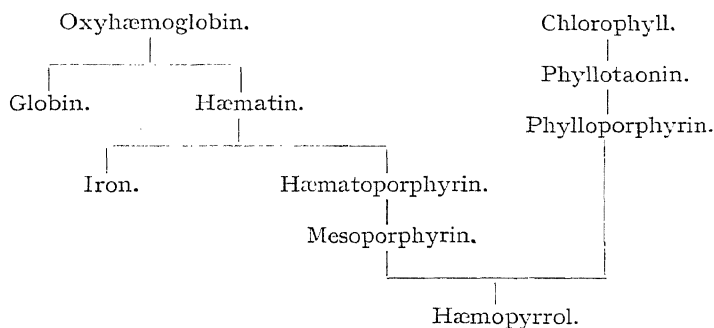 Oxyhæmoglobin. Chlorophyll.
Phyllotaonin.
Globin. Hæmatin.
Phylloporphyrin.
Iron. Hæmatoporphyrin.
Mesoporphyrin.
Hæmopyrrol.